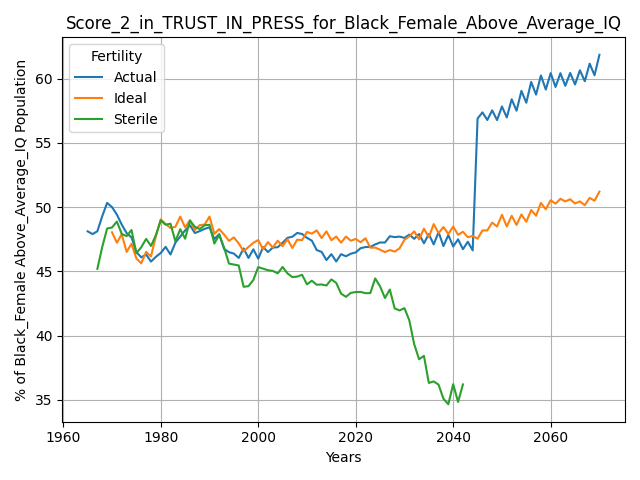 Score_2_in_TRUST_IN_PRESS_for_Black_Female_Above_Average_IQ
Fertility
Actual
Ideal
Sterile
% of Black_Female Above_Average_IQ Population
60
55
50
45
40
35
1960
1980
2000
2020
2040
2060
Years